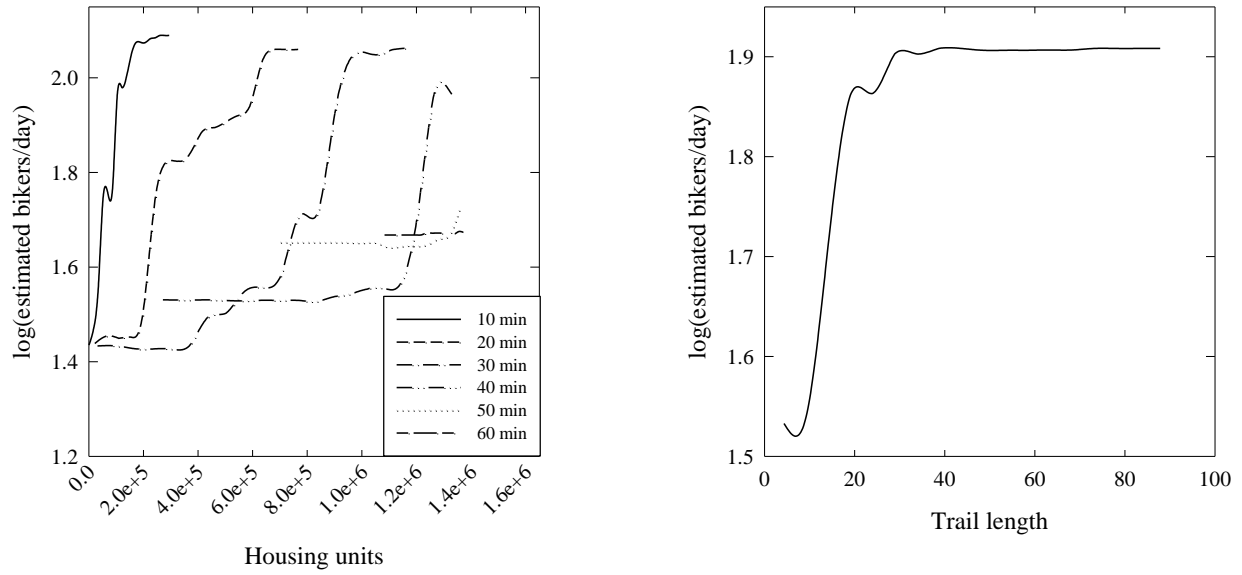 log(estimated bikers/day)
2.0
1.8
1.6
1.4
1.2
10 min
20 min
30 min
40 min
50 min
60 min
0.0
2.0e+5
4.0e+5
6.0e+5
8.0e+5
1.0e+6
1.2e+6
1.4e+6
1.6e+6
Housing units
log(estimated bikers/day)
1.9
1.8
1.7
1.6
1.5
0 20 40 60 80 100
Trail length